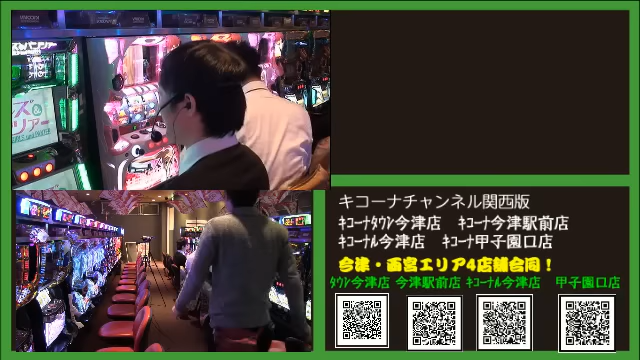 ズ&
ツアー
キコーナチャンネル関西版
ｷｺｰﾅﾀｳﾝ今津店 ｷｺｰﾅ今津駅前店
ｷｺｰﾅﾙ今津店 ｷｺｰﾅ甲子園口店
今津・西宮エリア4店舗合同！
ﾀｳﾝ今津店 今津駅前店 ｷｺｰﾅﾙ今津店 甲子園口店